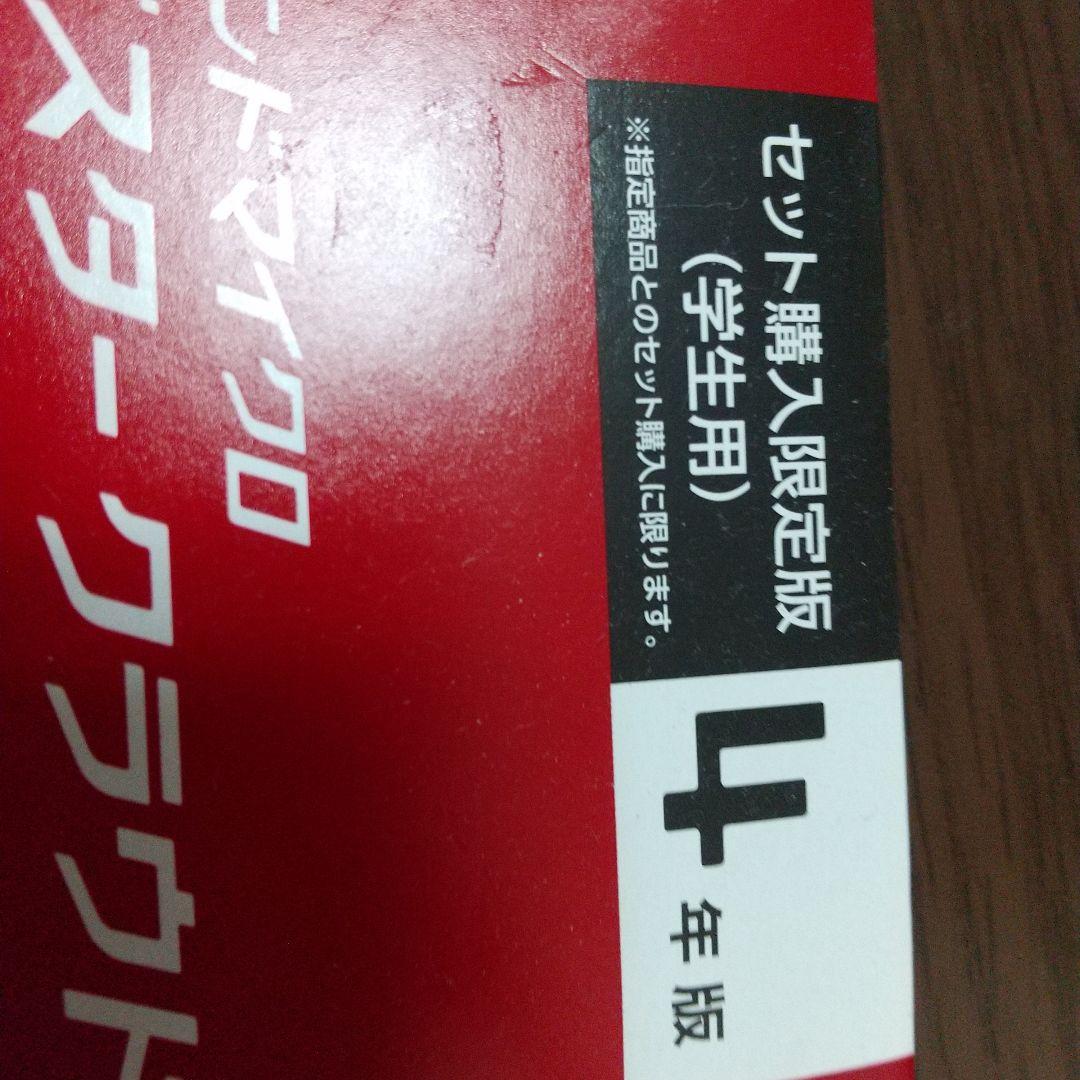 セット購入限定版
(学生用)
※指定商品とのセット購入に限ります。
4年版
ンドマイクロ
スタークラウド